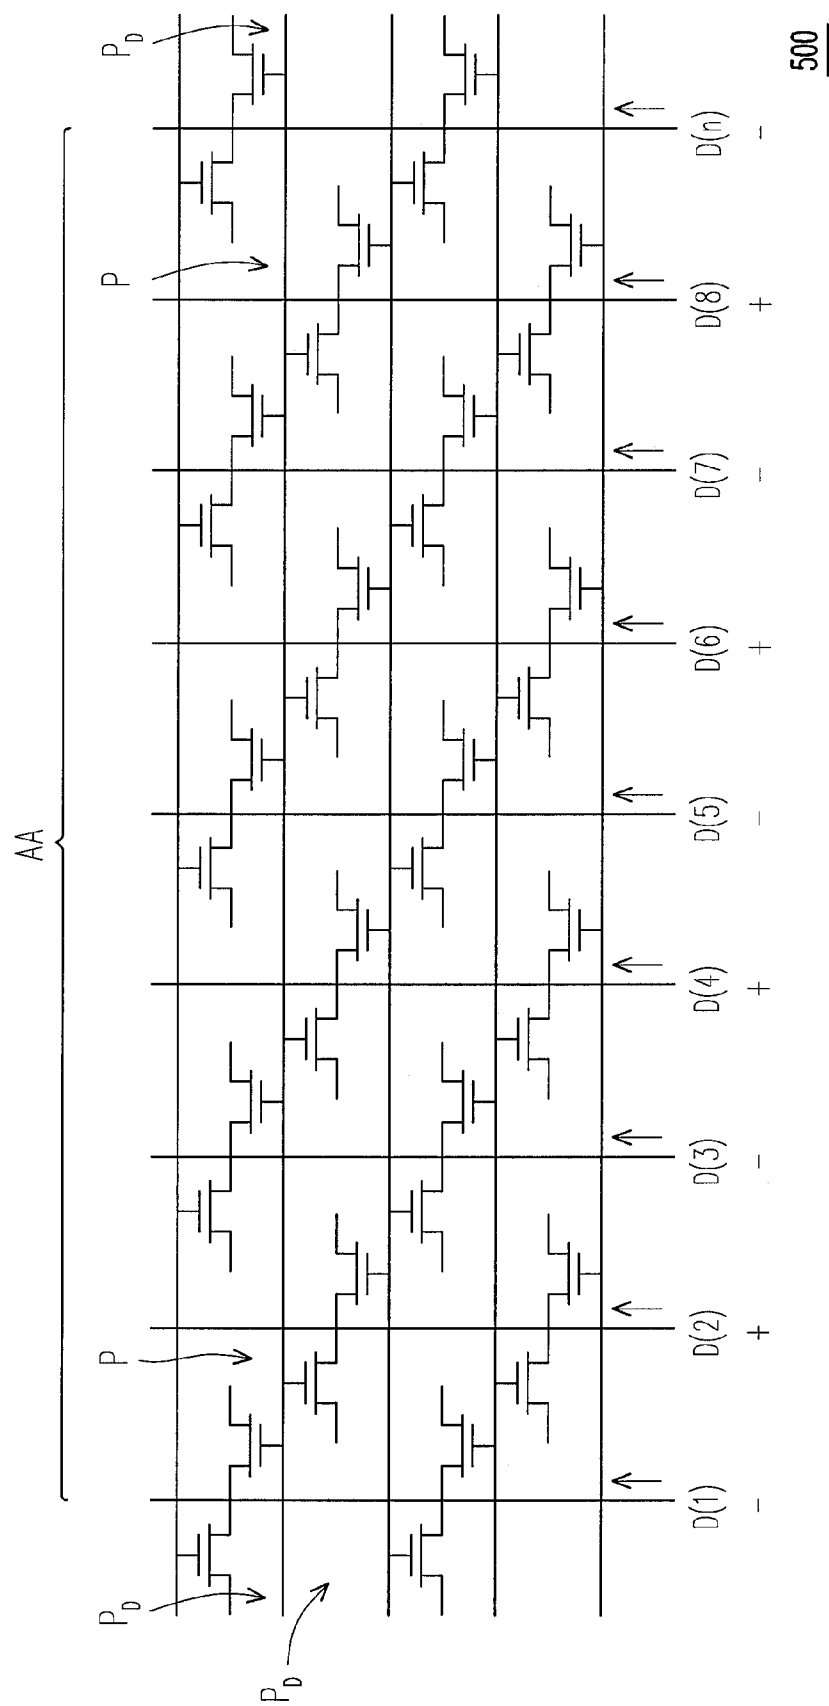 AA
P_D P P P_D
P_D
D(1) D(2) D(3) D(4) D(5) D(6) D(7) D(8) D(n)
- + - + - + - + -
500